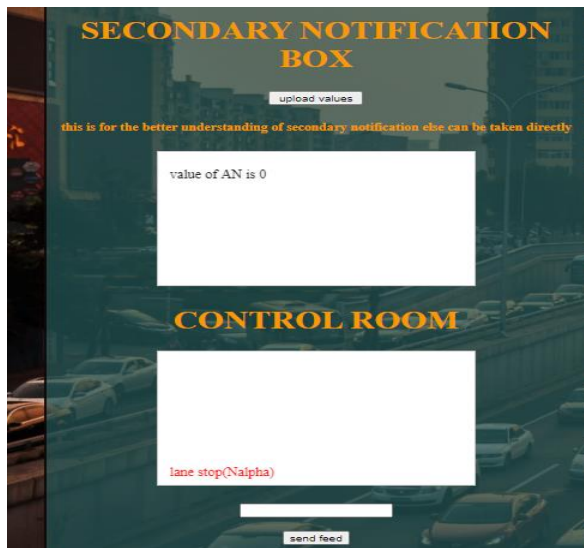 SECONDARY NOTIFICATION
BOX
upload values
this is for the better understanding of secondary notification else can be taken directly
value of AN is 0
CONTROL ROOM
lane stop(Nalpha)
send feed